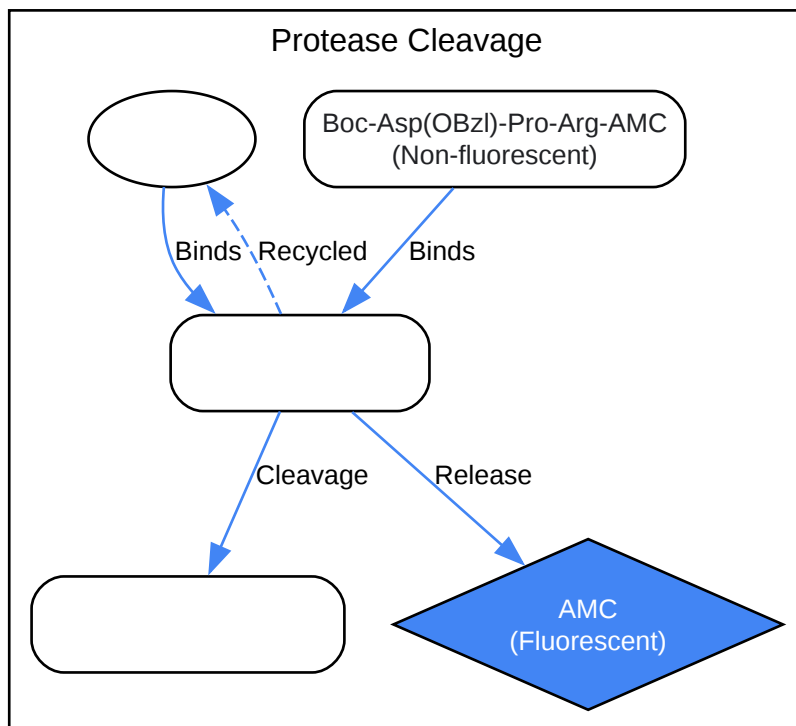 Protease Cleavage
Boc-Asp(OBzl)-Pro-Arg-AMC
(Non-fluorescent)
Binds
Recycled
Binds
Cleavage
Release
AMC
(Fluorescent)